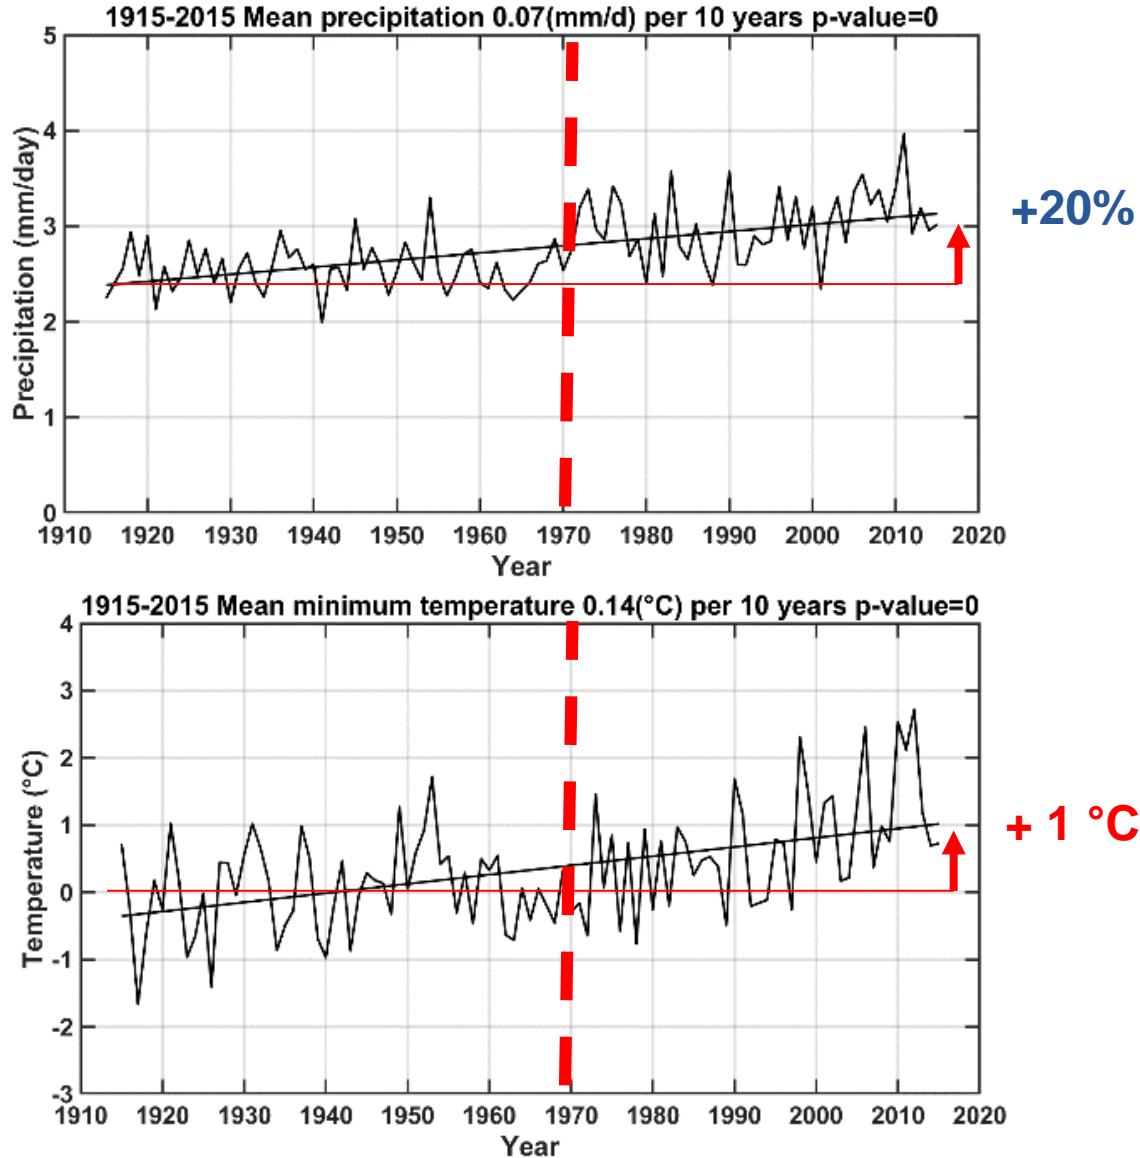 1915-2015 Mean precipitation 0.07(mm/d) per 10 years p-value=0
5
4
3
2
1
0
Precipitation (mm/day)
1910 1920 1930 1940 1950 1960 1970 1980 1990 2000 2010 2020
Year
+20%
1915-2015 Mean minimum temperature 0.14(°C) per 10 years p-value=0
4
3
2
1
0
-1
-2
-3
Temperature (°C)
1910 1920 1930 1940 1950 1960 1970 1980 1990 2000 2010 2020
Year
+ 1 °C